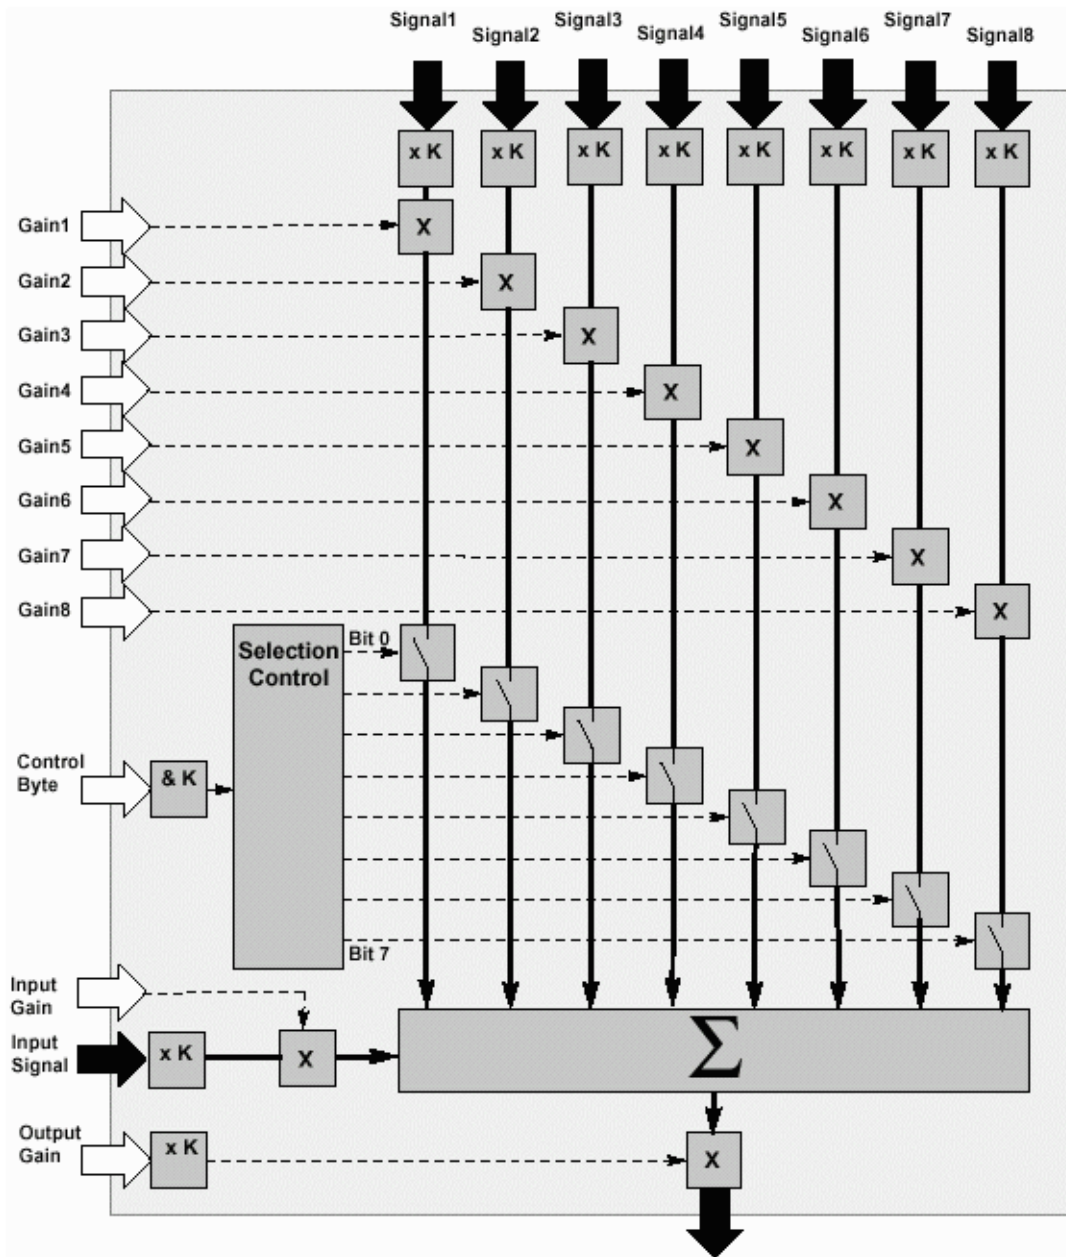 Signal1
Signal2
Signal3
Signal4
Signal5
Signal6
Signal7
Signal8
x K
x K
x K
x K
x K
x K
x K
x K
Gain1
X
Gain2
X
Gain3
X
Gain4
X
Gain5
X
Gain6
X
Gain7
X
Gain8
X
Selection
Control
Bit 0
Control
Byte
& K
Bit 7
Input
Gain
Input
Signal
x K
X
Σ
Output
Gain
x K
X